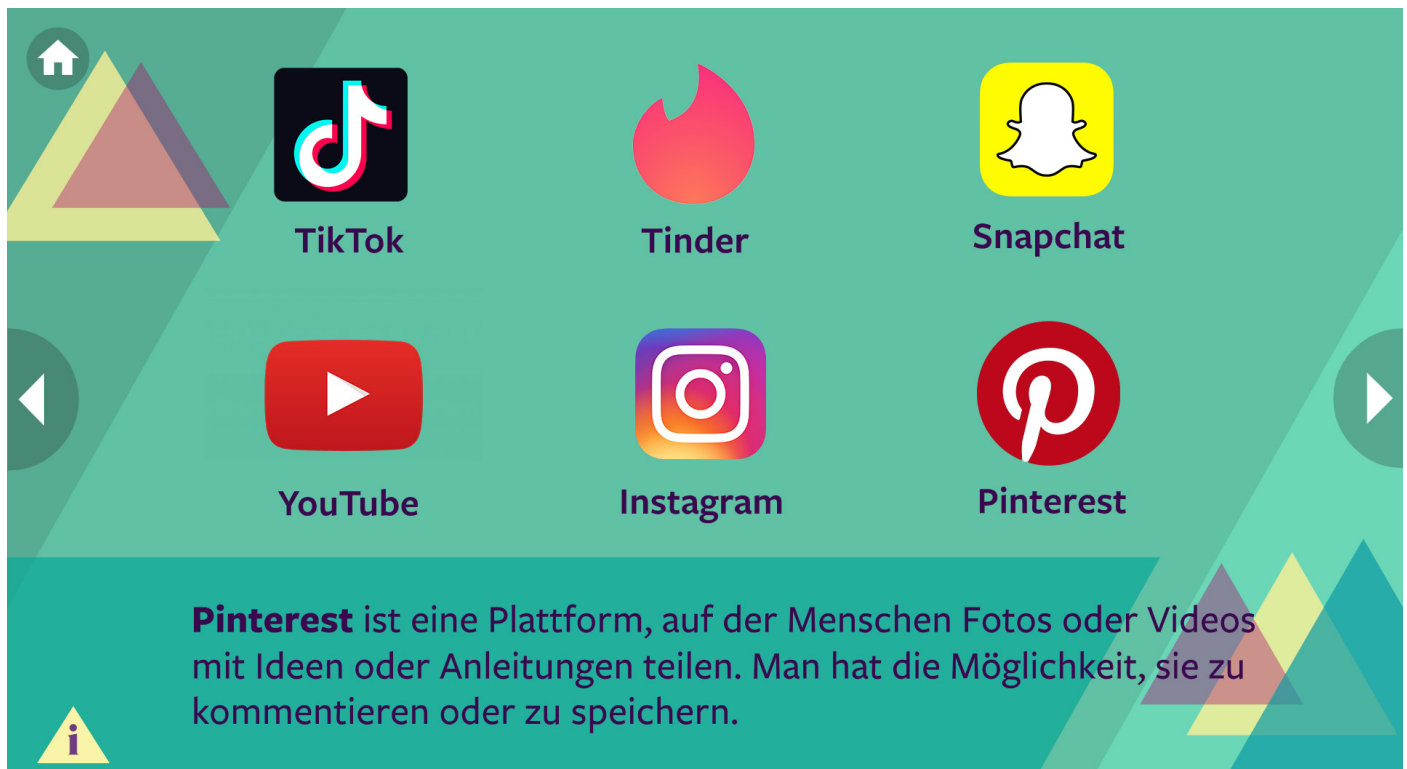 TikTok
Tinder
Snapchat
YouTube
Instagram
Pinterest
Pinterest ist eine Plattform, auf der Menschen Fotos oder Videos
mit Ideen oder Anleitungen teilen. Man hat die Möglichkeit, sie zu
kommentieren oder zu speichern.
i